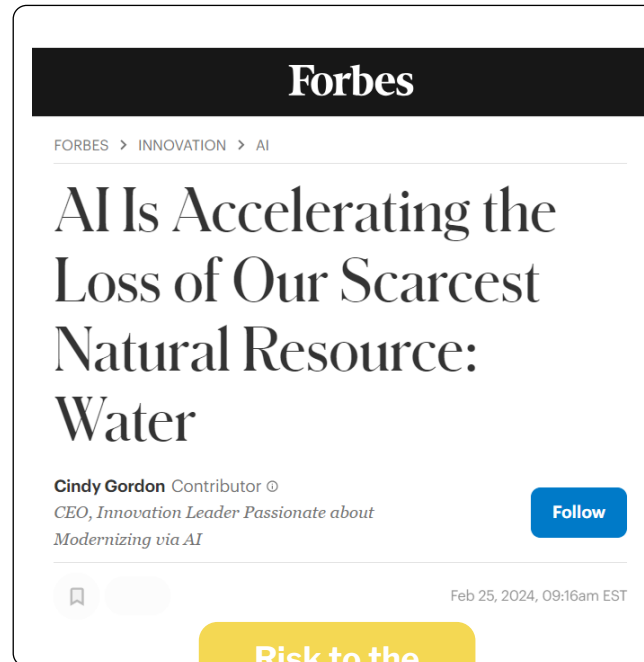 Forbes
FORBES > INNOVATION > AI
AI Is Accelerating the
Loss of Our Scarcest
Natural Resource:
Water
Cindy Gordon Contributor ⓘ
CEO, Innovation Leader Passionate about
Modernizing via AI
Follow
Feb 25, 2024, 09:16am EST
Risk to the